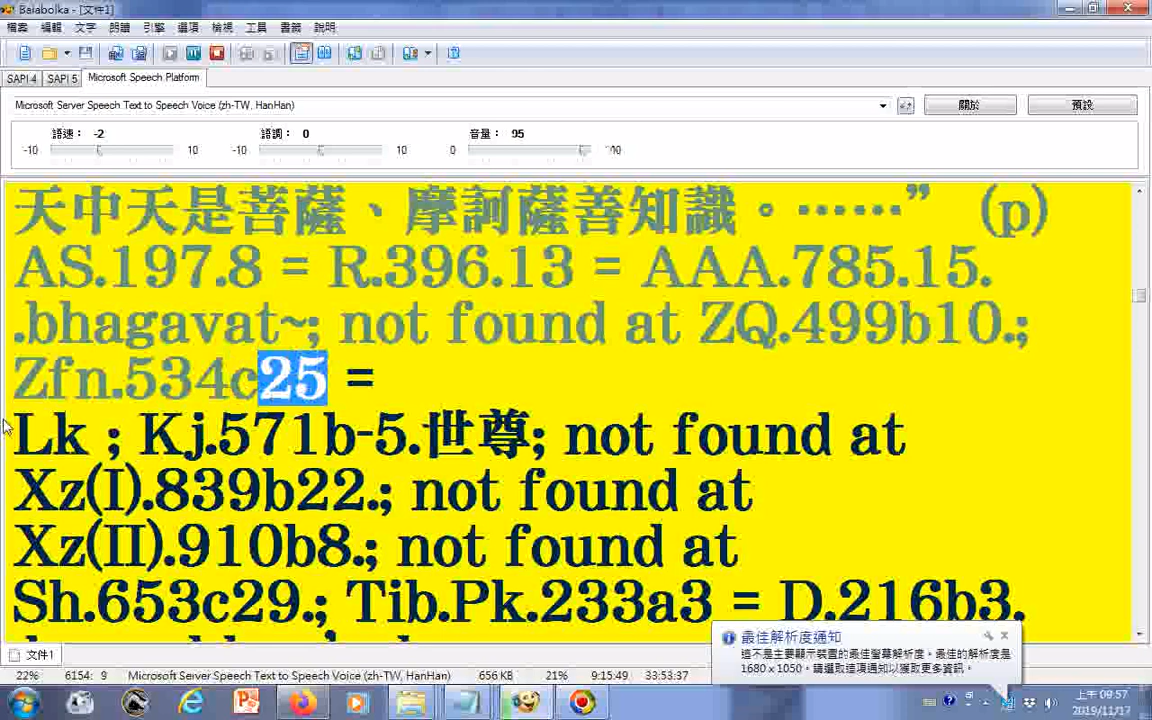 Balabolka - [文件1]
檔案 編輯 文字 朗讀 引擎 選項 檢視 工具 書籤 說明
SAPI 4 SAPI 5 Microsoft Speech Platform
Microsoft Server Speech Text to Speech Voice (zh-TW, HanHan) 關於 預設
語速： -2 語調： 0 音量： 95
-10 10 -10 10 0 100
天中天是菩薩、摩訶薩善知識。……” (p)
AS.197.8 = R.396.13 = AAA.785.15.
.bhagavat~; not found at ZQ.499b10.;
Zfn.534c25 =
Lk ; Kj.571b-5.世尊; not found at
Xz(I).839b22.; not found at
Xz(II).910b8.; not found at
Sh.653c29.; Tib.Pk.233a3 = D.216b3.
最佳解析度通知
這不是主要顯示裝置的最佳螢幕解析度。最佳的解析度是
1680 x 1050。請選取這項通知以獲取更多資訊。
文件1
22% 6154: 9 Microsoft Server Speech Text to Speech Voice (zh-TW, HanHan) 656 KB 21% 9:15:49 33:53:37
上午 09:57
2019/11/17